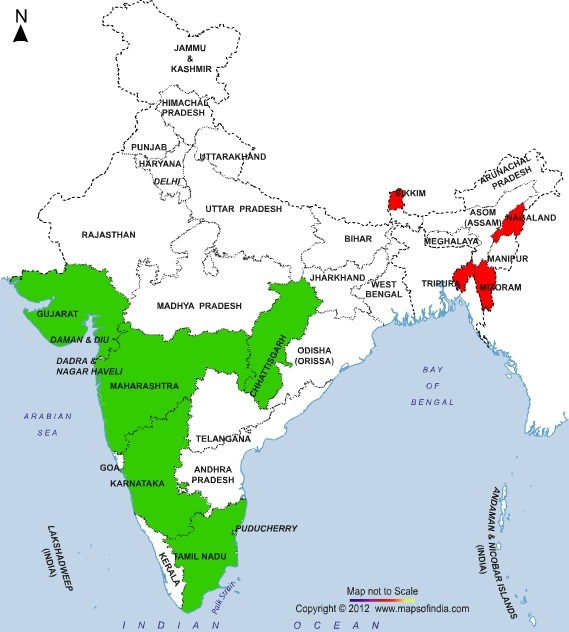 N
JAMMU
&
KASHMIR
HIMACHAL
PRADESH
PUNJAB
UTTARAKHAND
HARYANA
DELHI
ARUNACHAL
PRADESH
SIKKIM
UTTAR PRADESH
ASOM
(ASSAM)
NAGALAND
RAJASTHAN
BIHAR
MEGHALAYA
MANIPUR
JHARKHAND
TRIPURA
MIZORAM
WEST
BENGAL
GUJARAT
MADHYA PRADESH
DAMAN & DIU
CHHATTISGARH
ODISHA
(ORISSA)
DADRA &
NAGAR HAVELI
MAHARASHTRA
BAY
OF
BENGAL
ARABIAN
SEA
TELANGANA
GOA
ANDHRA
PRADESH
KARNATAKA
PUDUCHERRY
ANDAMAN & NICOBAR ISLANDS
(INDIA)
LAKSHADWEEP
(INDIA)
KERALA
TAMIL NADU
Palk Strait
Map not to Scale
Copyright © 2012 www.mapsofindia.com
INDIAN OCEAN